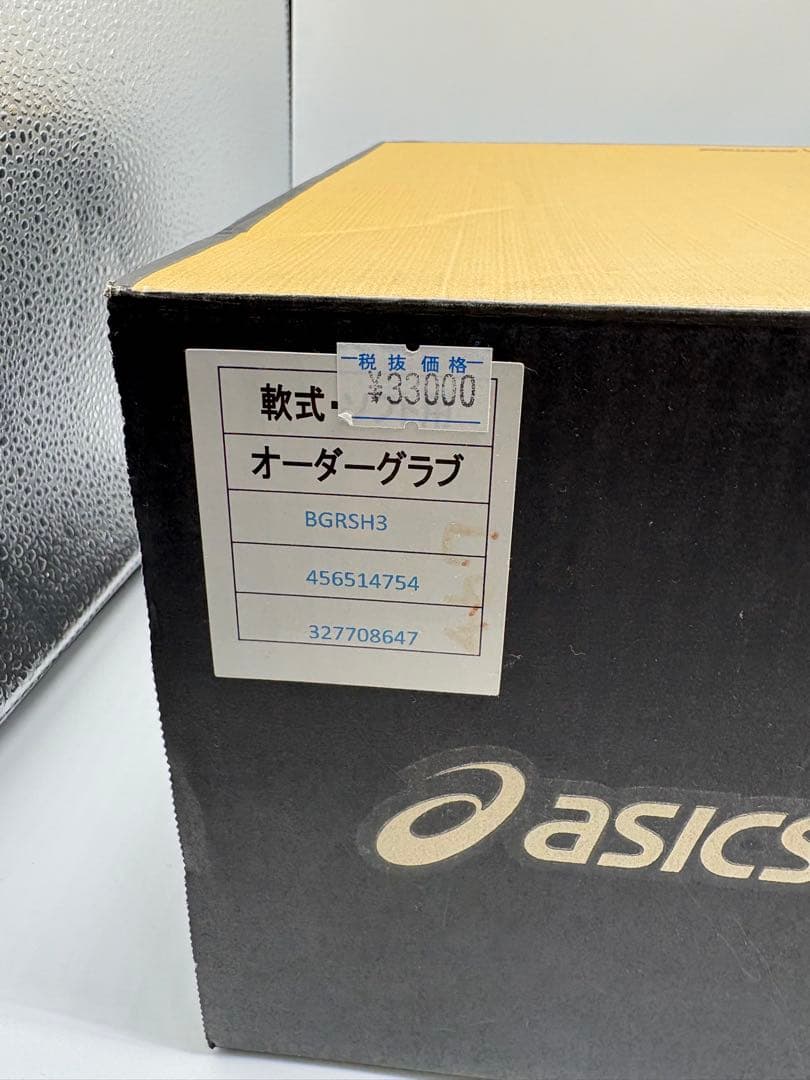 税抜価格
¥33000
軟式・
オーダーグラブ
BGRSH3
456514754
327708647
asics